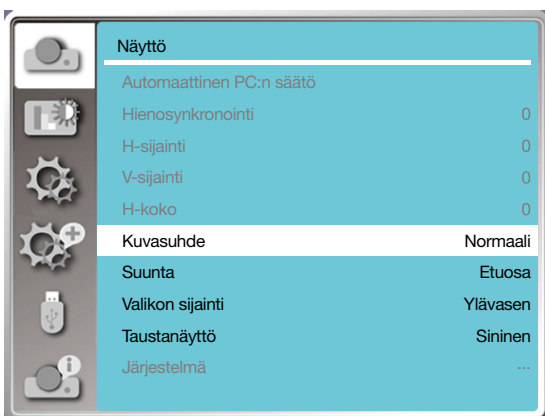 Näyttö
Automaattinen PC:n säätö
Hienosynkronointi 0
H-sijainti 0
V-sijainti 0
H-koko 0
Kuvasuhde Normaali
Suunta Etuosa
Valikon sijainti Ylävasen
Taustanäyttö Sininen
Järjestelmä ...